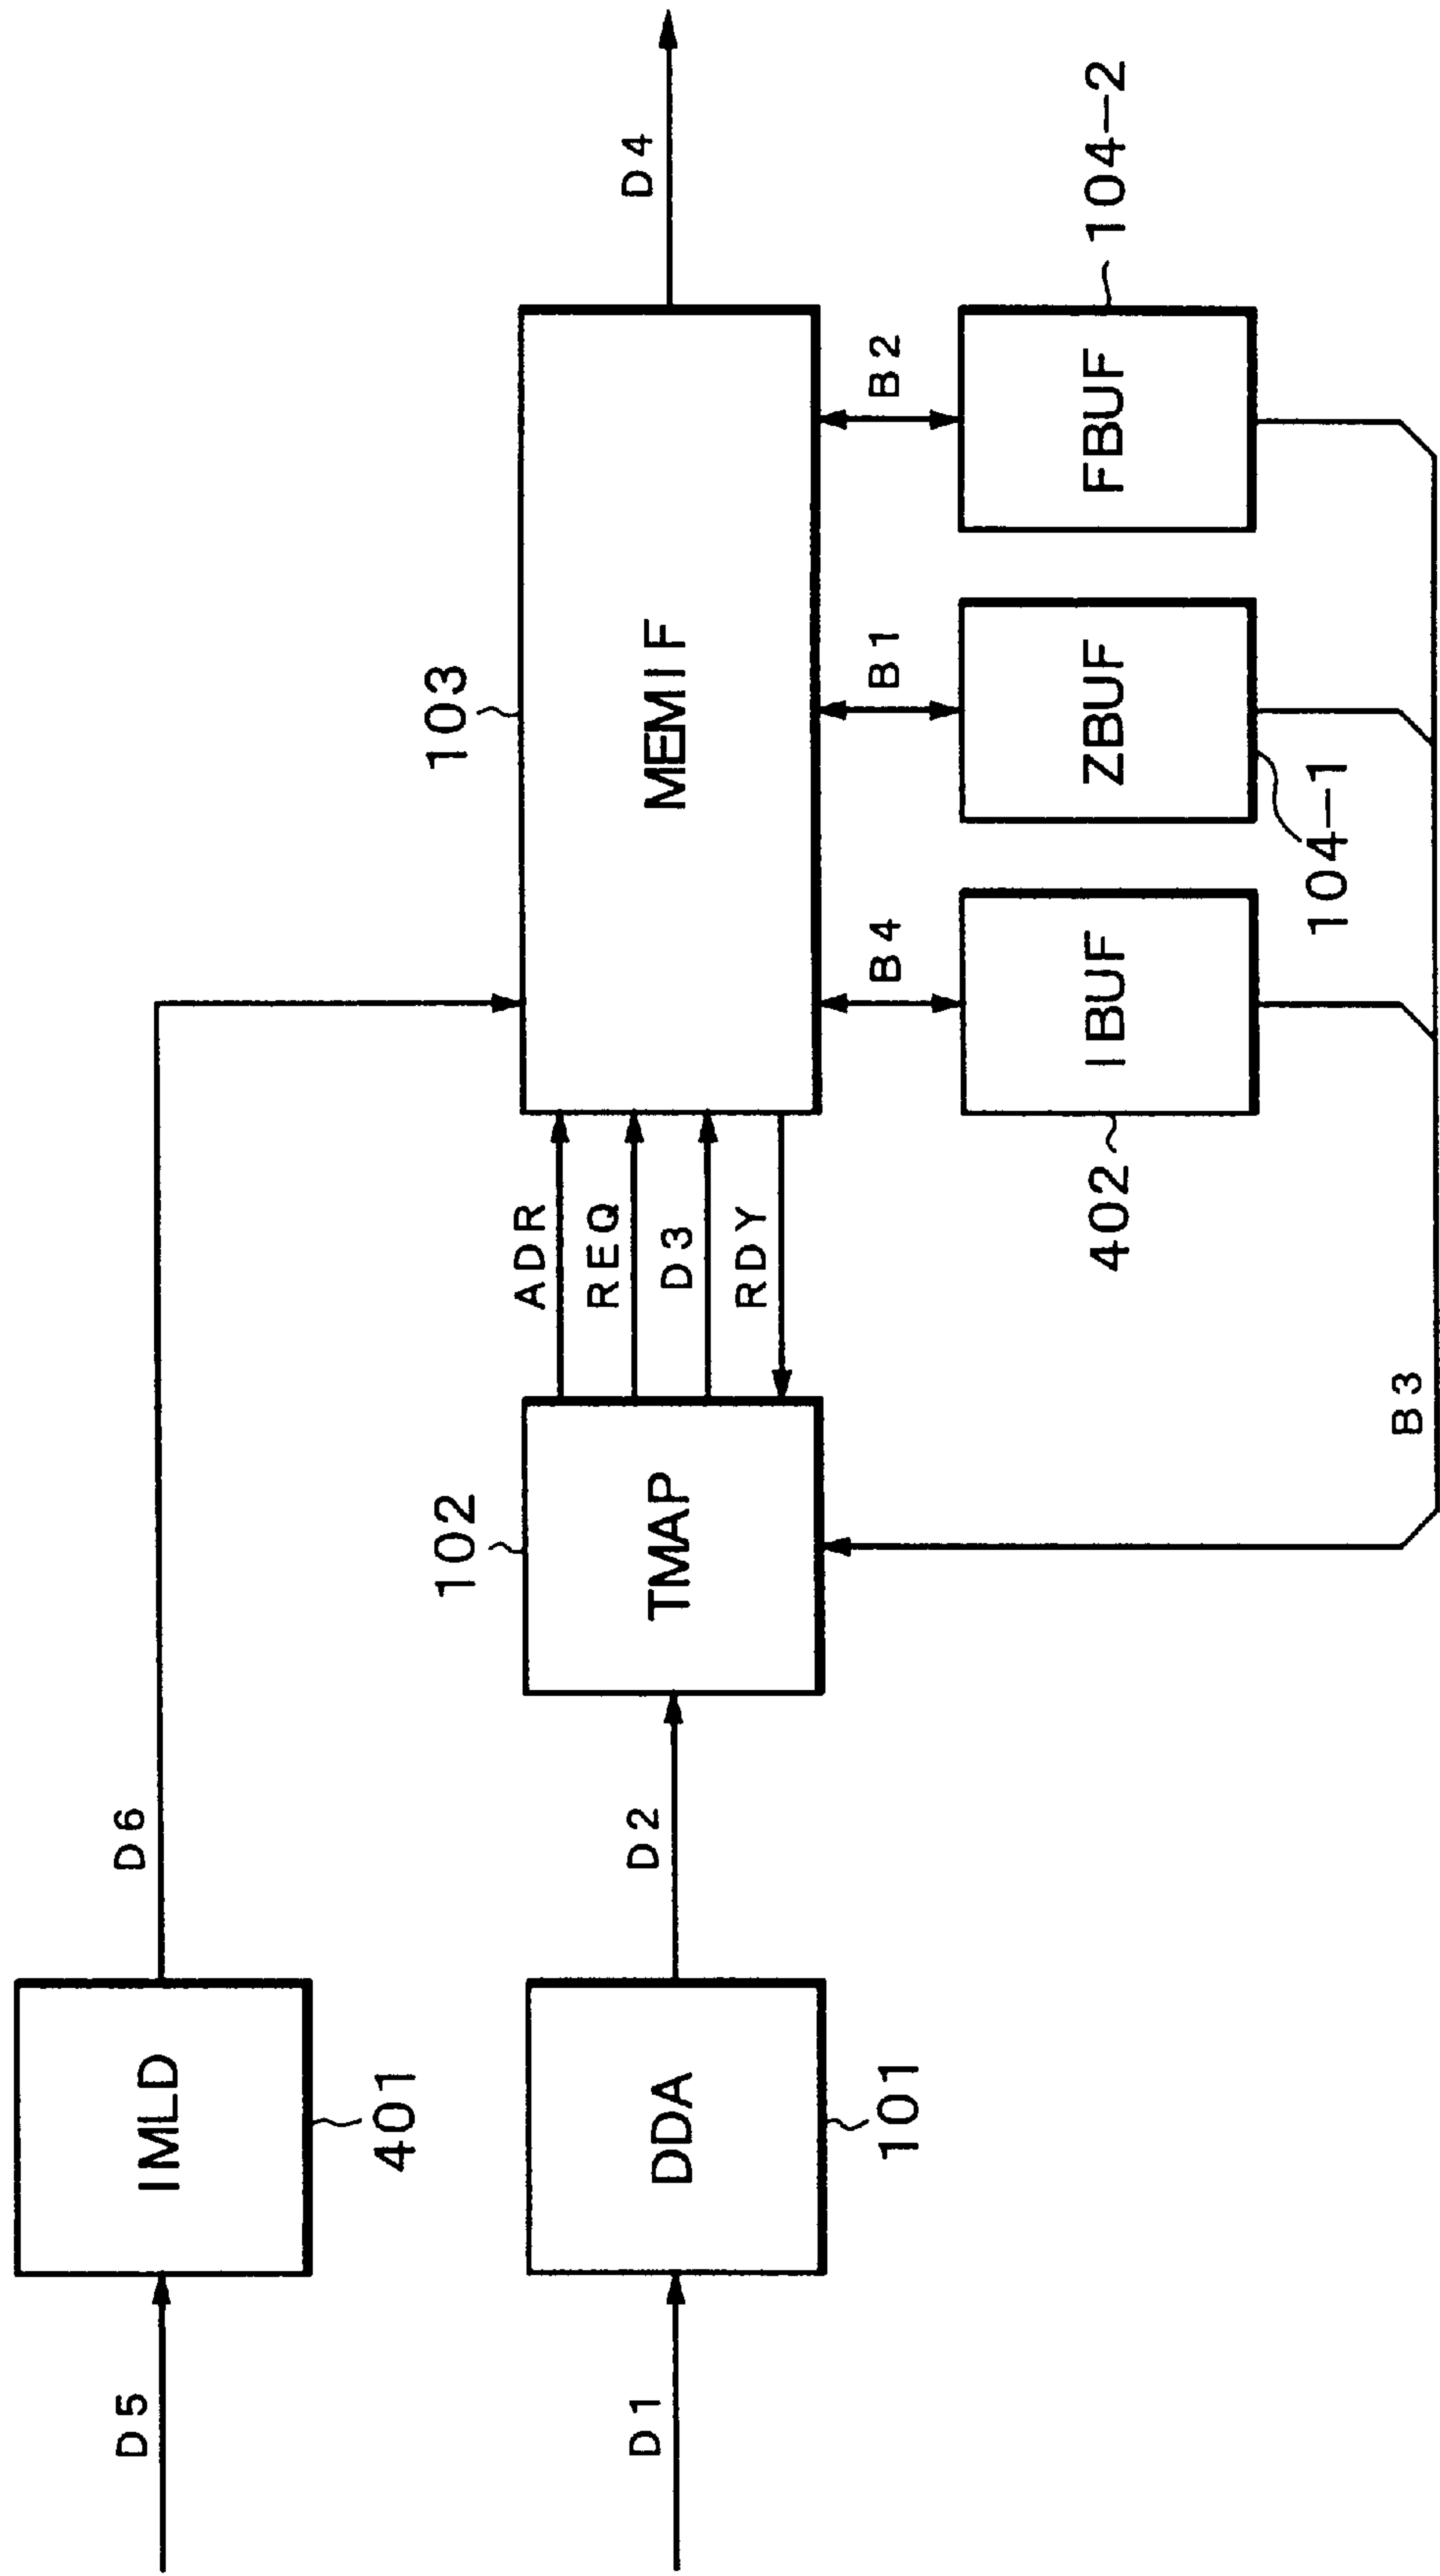 D5
IMLD
401
D6
D1
DDA
101
D2
102
TMAP
ADR
REQ
D3
RDY
103
MEMIF
D4
B4
B1
B2
402
IBUF
ZBUF
104-1
FBUF
104-2
B3